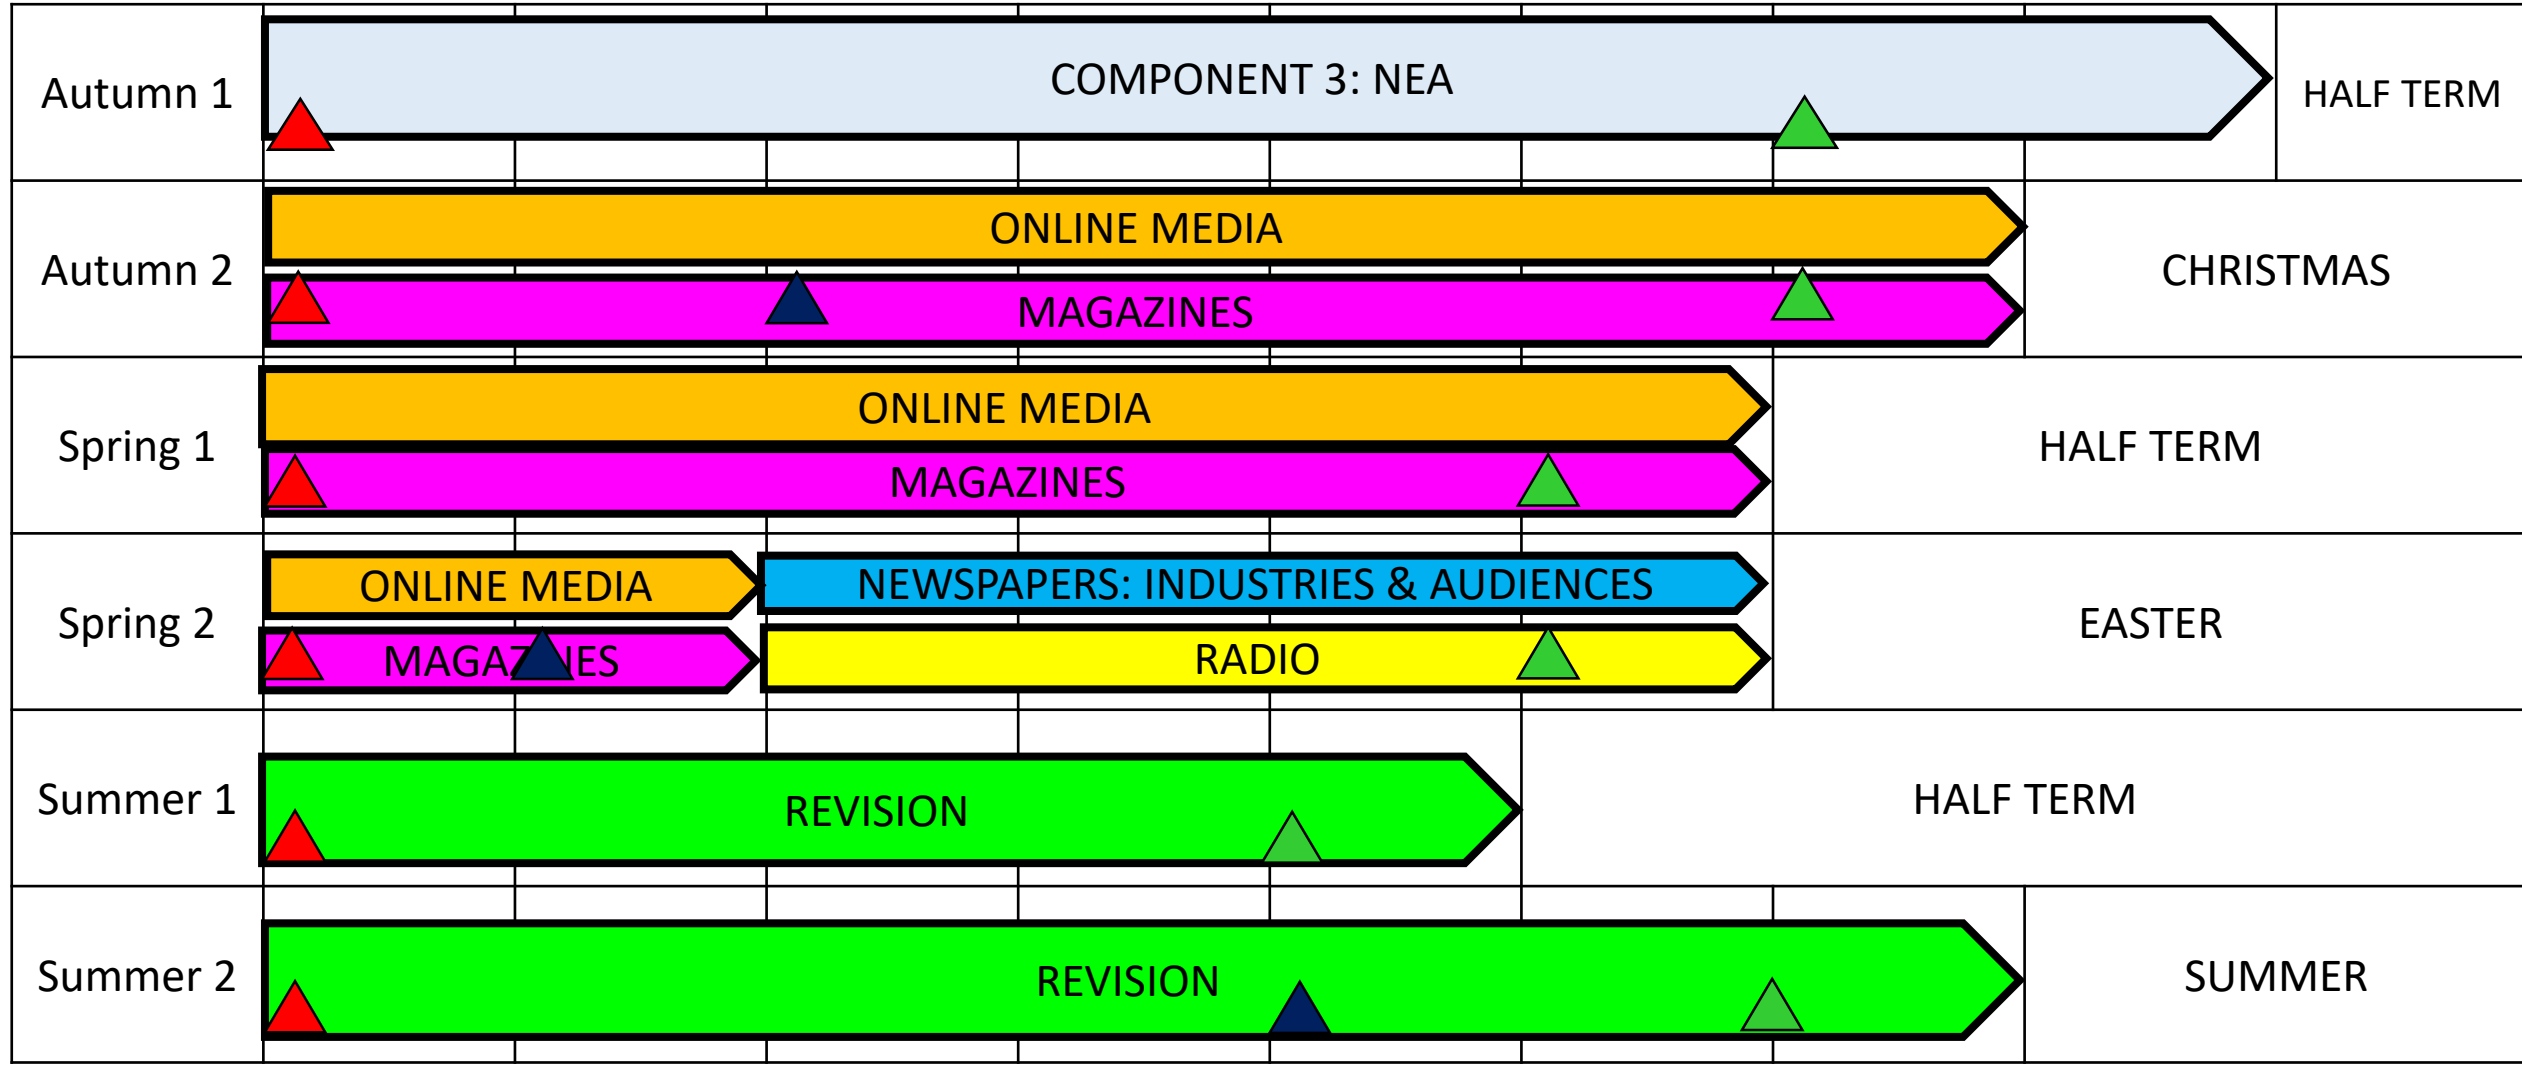 Autumn 1
COMPONENT 3: NEA
HALF TERM
Autumn 2
ONLINE MEDIA
MAGAZINES
CHRISTMAS
Spring 1
ONLINE MEDIA
MAGAZINES
HALF TERM
Spring 2
ONLINE MEDIA
NEWSPAPERS: INDUSTRIES & AUDIENCES
MAGAZINES
RADIO
EASTER
Summer 1
REVISION
HALF TERM
Summer 2
REVISION
SUMMER